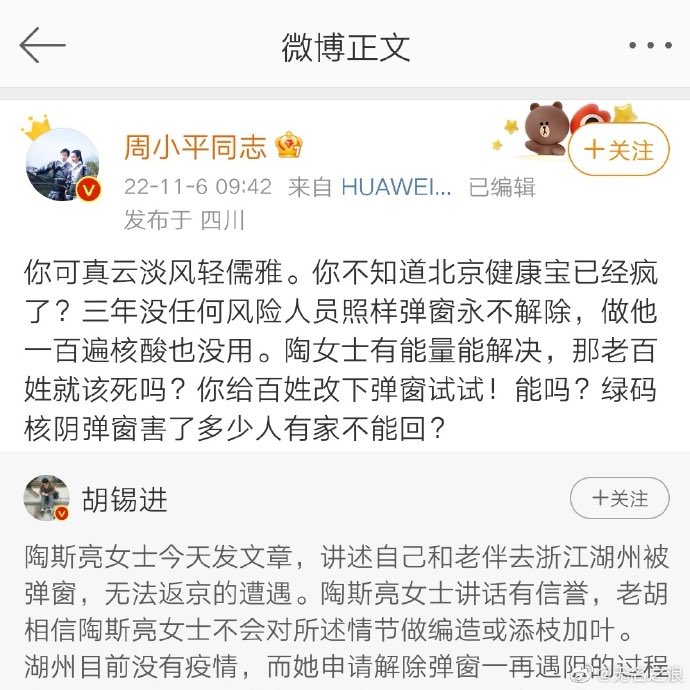 微博正文
周小平同志
+关注
22-11-6 09:42 来自 HUAWEI... 已编辑
发布于 四川
你可真云淡风轻儒雅。你不知道北京健康宝已经疯
了？三年没任何风险人员照样弹窗永不解除，做他
一百遍核酸也没用。陶女士有能量能解决，那老百
姓就该死吗？你给百姓改下弹窗试试！能吗？绿码
核阴弹窗害了多少人有家不能回？
胡锡进
+关注
陶斯亮女士今天发文章，讲述自己和老伴去浙江湖州被
弹窗，无法返京的遭遇。陶斯亮女士讲话有信誉，老胡
相信陶斯亮女士不会对所述情节做编造或添枝加叶。
湖州目前没有疫情，而她申请解除弹窗一再遇阻的过程
@无名之浪